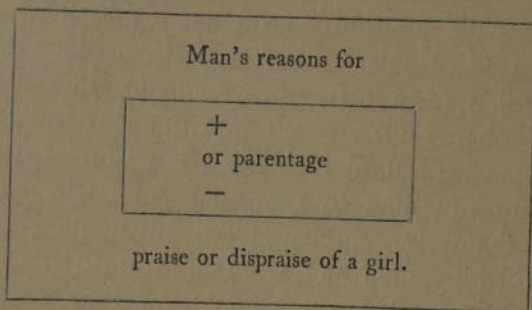 Man's reasons for
+
or parentage
−
praise or dispraise of a girl.